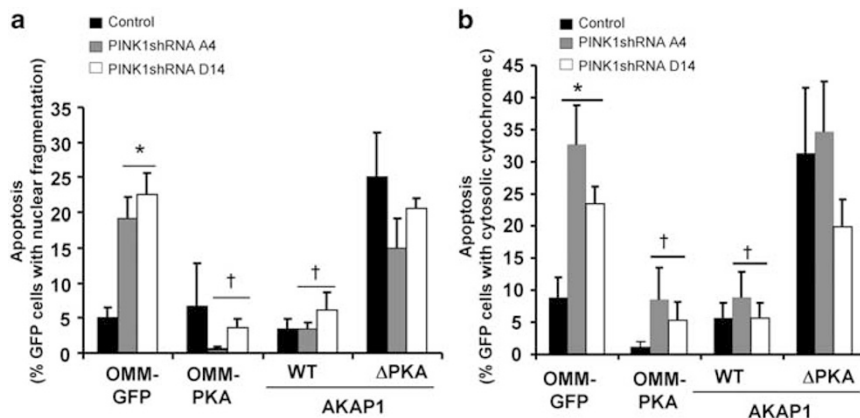 a
Control
PINK1shRNA A4
PINK1shRNA D14
Apoptosis
(% GFP cells with nuclear fragmentation)
35
30
25
20
15
10
5
0
*
†
†
OMM-
GFP
OMM-
PKA
WT
ΔPKA
AKAP1
b
Control
PINK1shRNA A4
PINK1shRNA D14
Apoptosis
(% GFP cells with cytosolic cytochrome c)
45
40
35
30
25
20
15
10
5
0
*
†
†
OMM-
GFP
OMM-
PKA
WT
ΔPKA
AKAP1